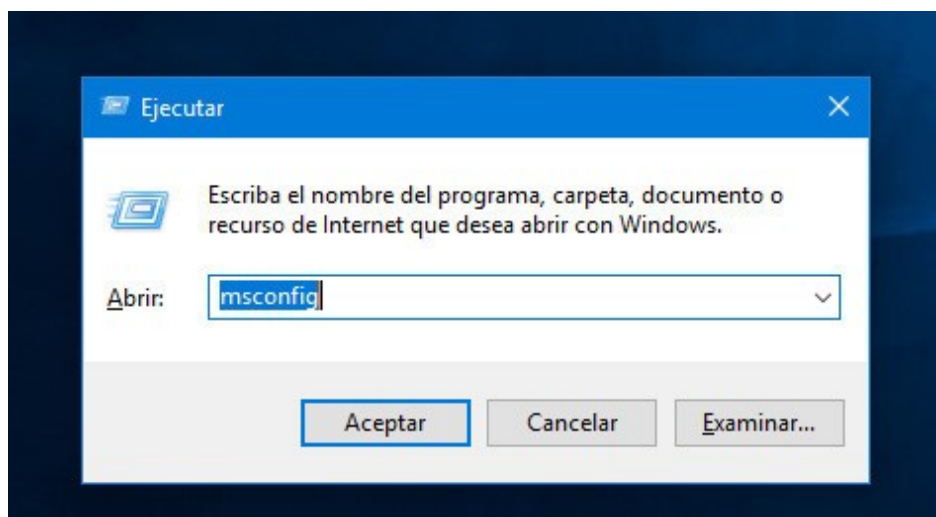 Ejecutar
Escriba el nombre del programa, carpeta, documento o
recurso de Internet que desea abrir con Windows.
Abrir: msconfig
Aceptar Cancelar Examinar...